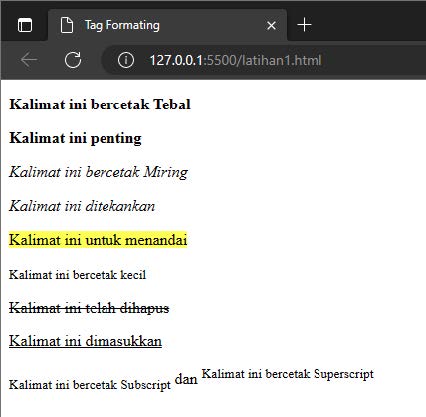 Tag Formating
127.0.0.1:5500/latihan1.html
Kalimat ini bercetak Tebal
Kalimat ini penting
Kalimat ini bercetak Miring
Kalimat ini ditekankan
Kalimat ini untuk menandai
Kalimat ini bercetak kecil
Kalimat ini telah dihapus
Kalimat ini dimasukkan
Kalimat ini bercetak Subscript dan Kalimat ini bercetak Superscript